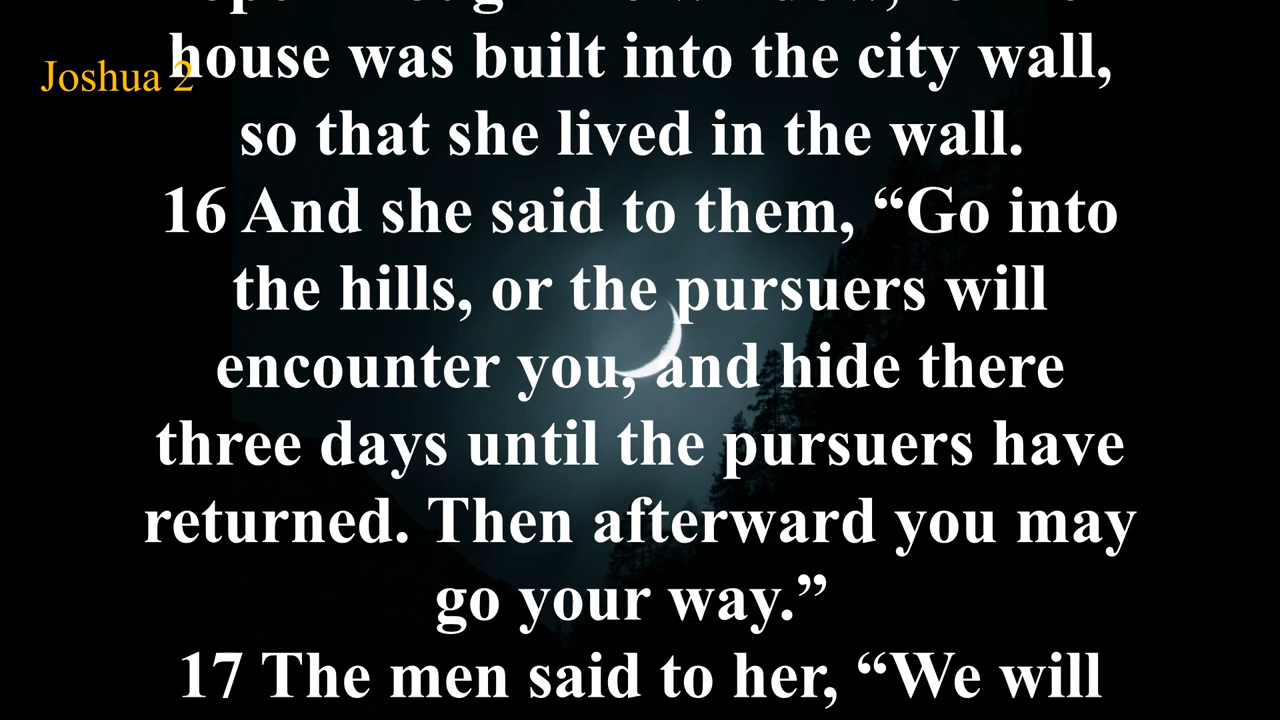 Joshua 2
house was built into the city wall,
so that she lived in the wall.
16 And she said to them, “Go into
the hills, or the pursuers will
encounter you, and hide there
three days until the pursuers have
returned. Then afterward you may
go your way.”
17 The men said to her, “We will